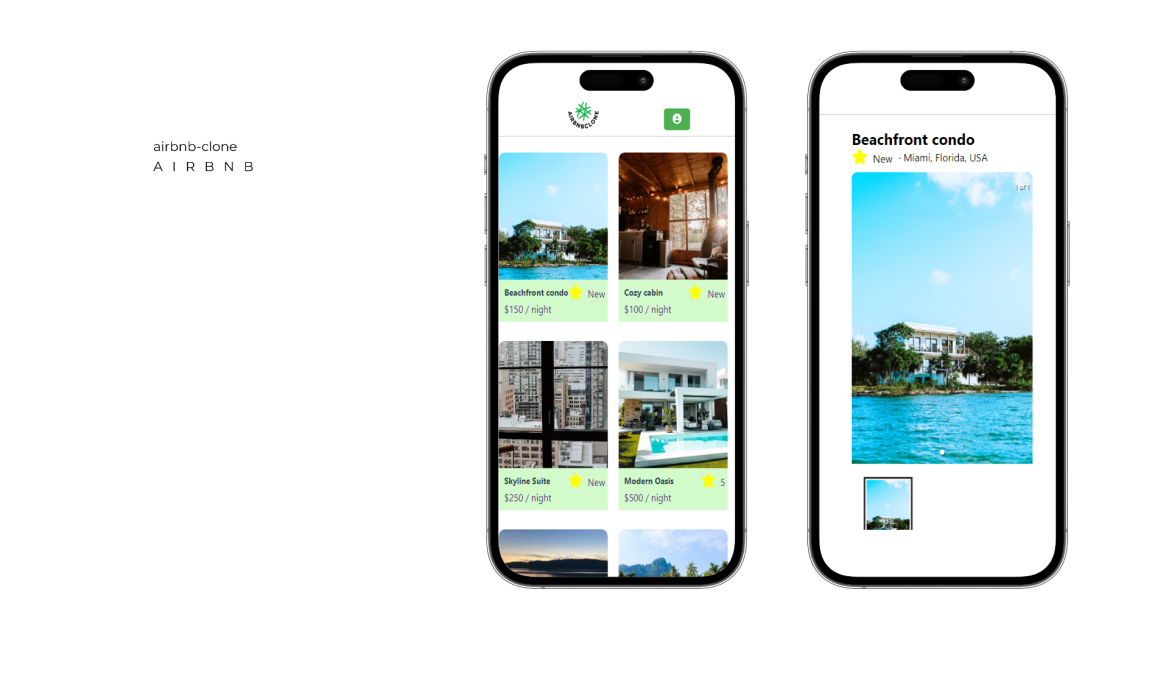 airbnb-clone
AIRBNB
AIRBNBCLONE
Beachfront condo New
$150 / night
Cozy cabin New
$100 / night
Skyline Suite New
$250 / night
Modern Oasis 5
$500 / night
Beachfront condo
New · Miami, Florida, USA
1 of 1